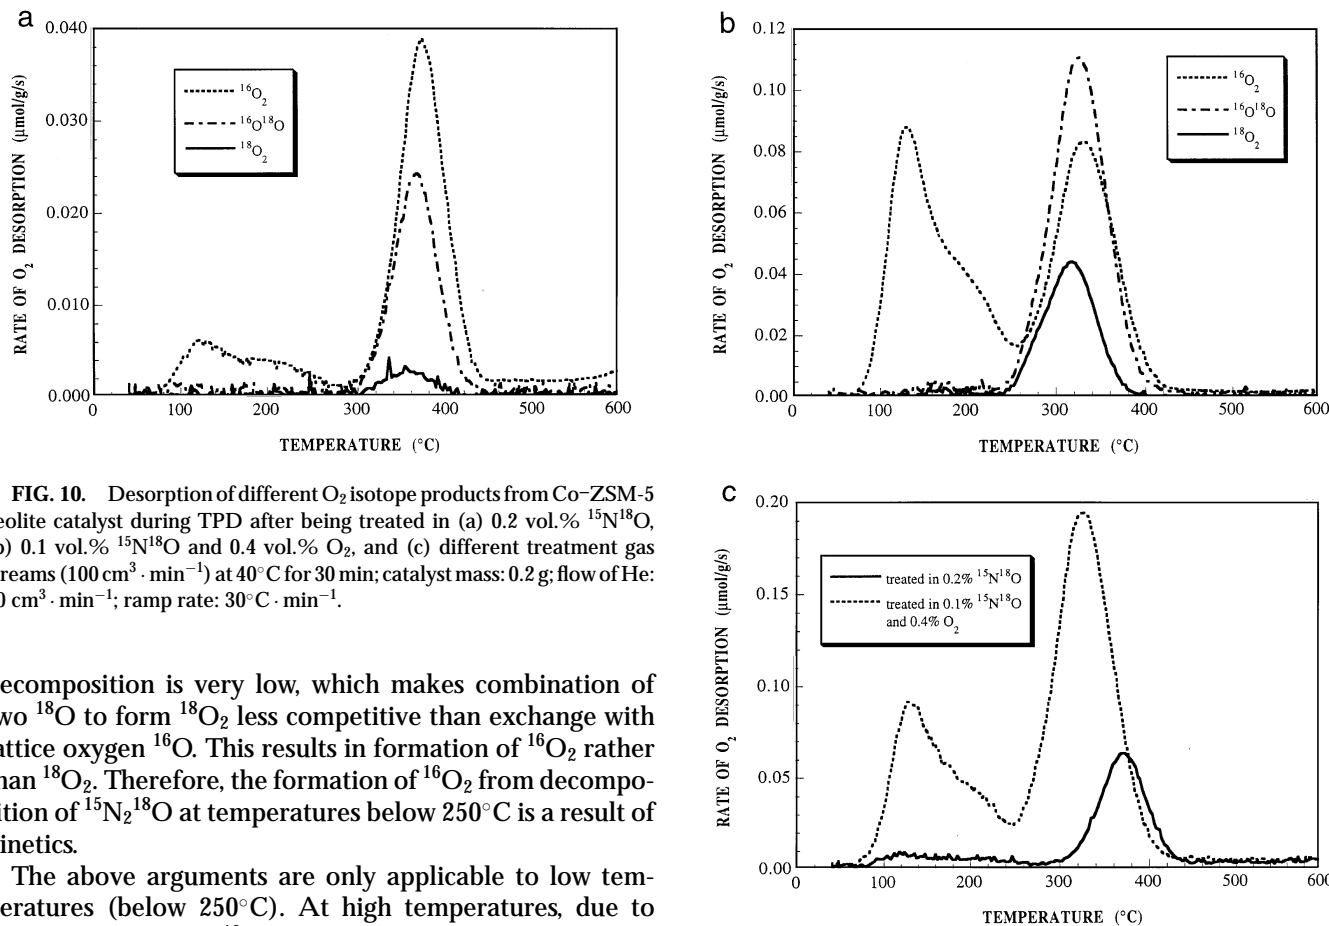 a
0.040
0.030
0.020
0.010
0.000
RATE OF O2 DESORPTION (μmol/g/s)
16O2
16O18O
18O2
0 100 200 300 400 500 600
TEMPERATURE (°C)
FIG. 10. Desorption of different O2 isotope products from Co–ZSM-5
eolite catalyst during TPD after being treated in (a) 0.2 vol.% 15N18O,
) 0.1 vol.% 15N18O and 0.4 vol.% O2, and (c) different treatment gas
reams (100 cm3 · min−1) at 40°C for 30 min; catalyst mass: 0.2 g; flow of He:
0 cm3 · min−1; ramp rate: 30°C · min−1.
ecomposition is very low, which makes combination of
wo 18O to form 18O2 less competitive than exchange with
attice oxygen 16O. This results in formation of 16O2 rather
han 18O2. Therefore, the formation of 16O2 from decompo-
ition of 15N218O at temperatures below 250°C is a result of
inetics.
The above arguments are only applicable to low tem-
eratures (below 250°C). At high temperatures, due to
b
0.12
0.10
0.08
0.06
0.04
0.02
0.00
RATE OF O2 DESORPTION (μmol/g/s)
16O2
16O18O
18O2
0 100 200 300 400 500 600
TEMPERATURE (°C)
c
0.20
0.15
0.10
0.05
0.00
RATE OF O2 DESORPTION (μmol/g/s)
treated in 0.2% 15N18O
treated in 0.1% 15N18O
and 0.4% O2
0 100 200 300 400 500 600
TEMPERATURE (°C)